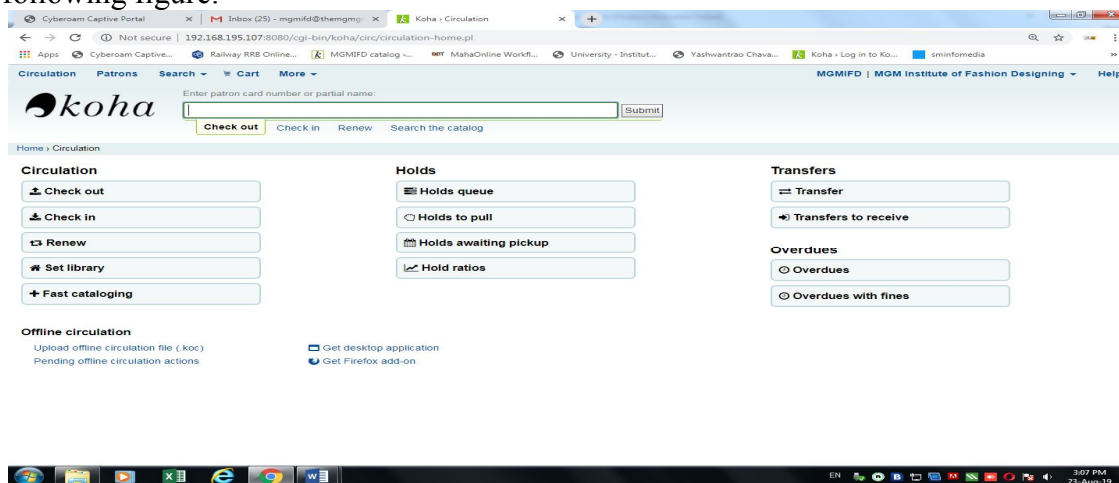 following figure.
Cyberoam Captive Portal
M Inbox (25) - mgmifd@themgmgr
Koha › Circulation
Not secure | 192.168.195.107:8080/cgi-bin/koha/circ/circulation-home.pl
Apps Cyberoam Captive... Railway RRB Online... MGMIFD catalog ›... MahaOnline Workfl... University - Institut... Yashwantrao Chava... Koha › Log in to Ko... sminfomedia »
Circulation Patrons Search Cart More MGMIFD | MGM Institute of Fashion Designing Help
Enter patron card number or partial name:
koha
Submit
Check out Check in Renew Search the catalog
Home › Circulation
Circulation Holds Transfers
Check out Holds queue Transfer
Check in Holds to pull Transfers to receive
Renew Holds awaiting pickup
Overdues
Set library Hold ratios Overdues
Fast cataloging Overdues with fines
Offline circulation
Upload offline circulation file (.koc) Get desktop application
Pending offline circulation actions Get Firefox add-on
EN 3:07 PM
23-Aug-19